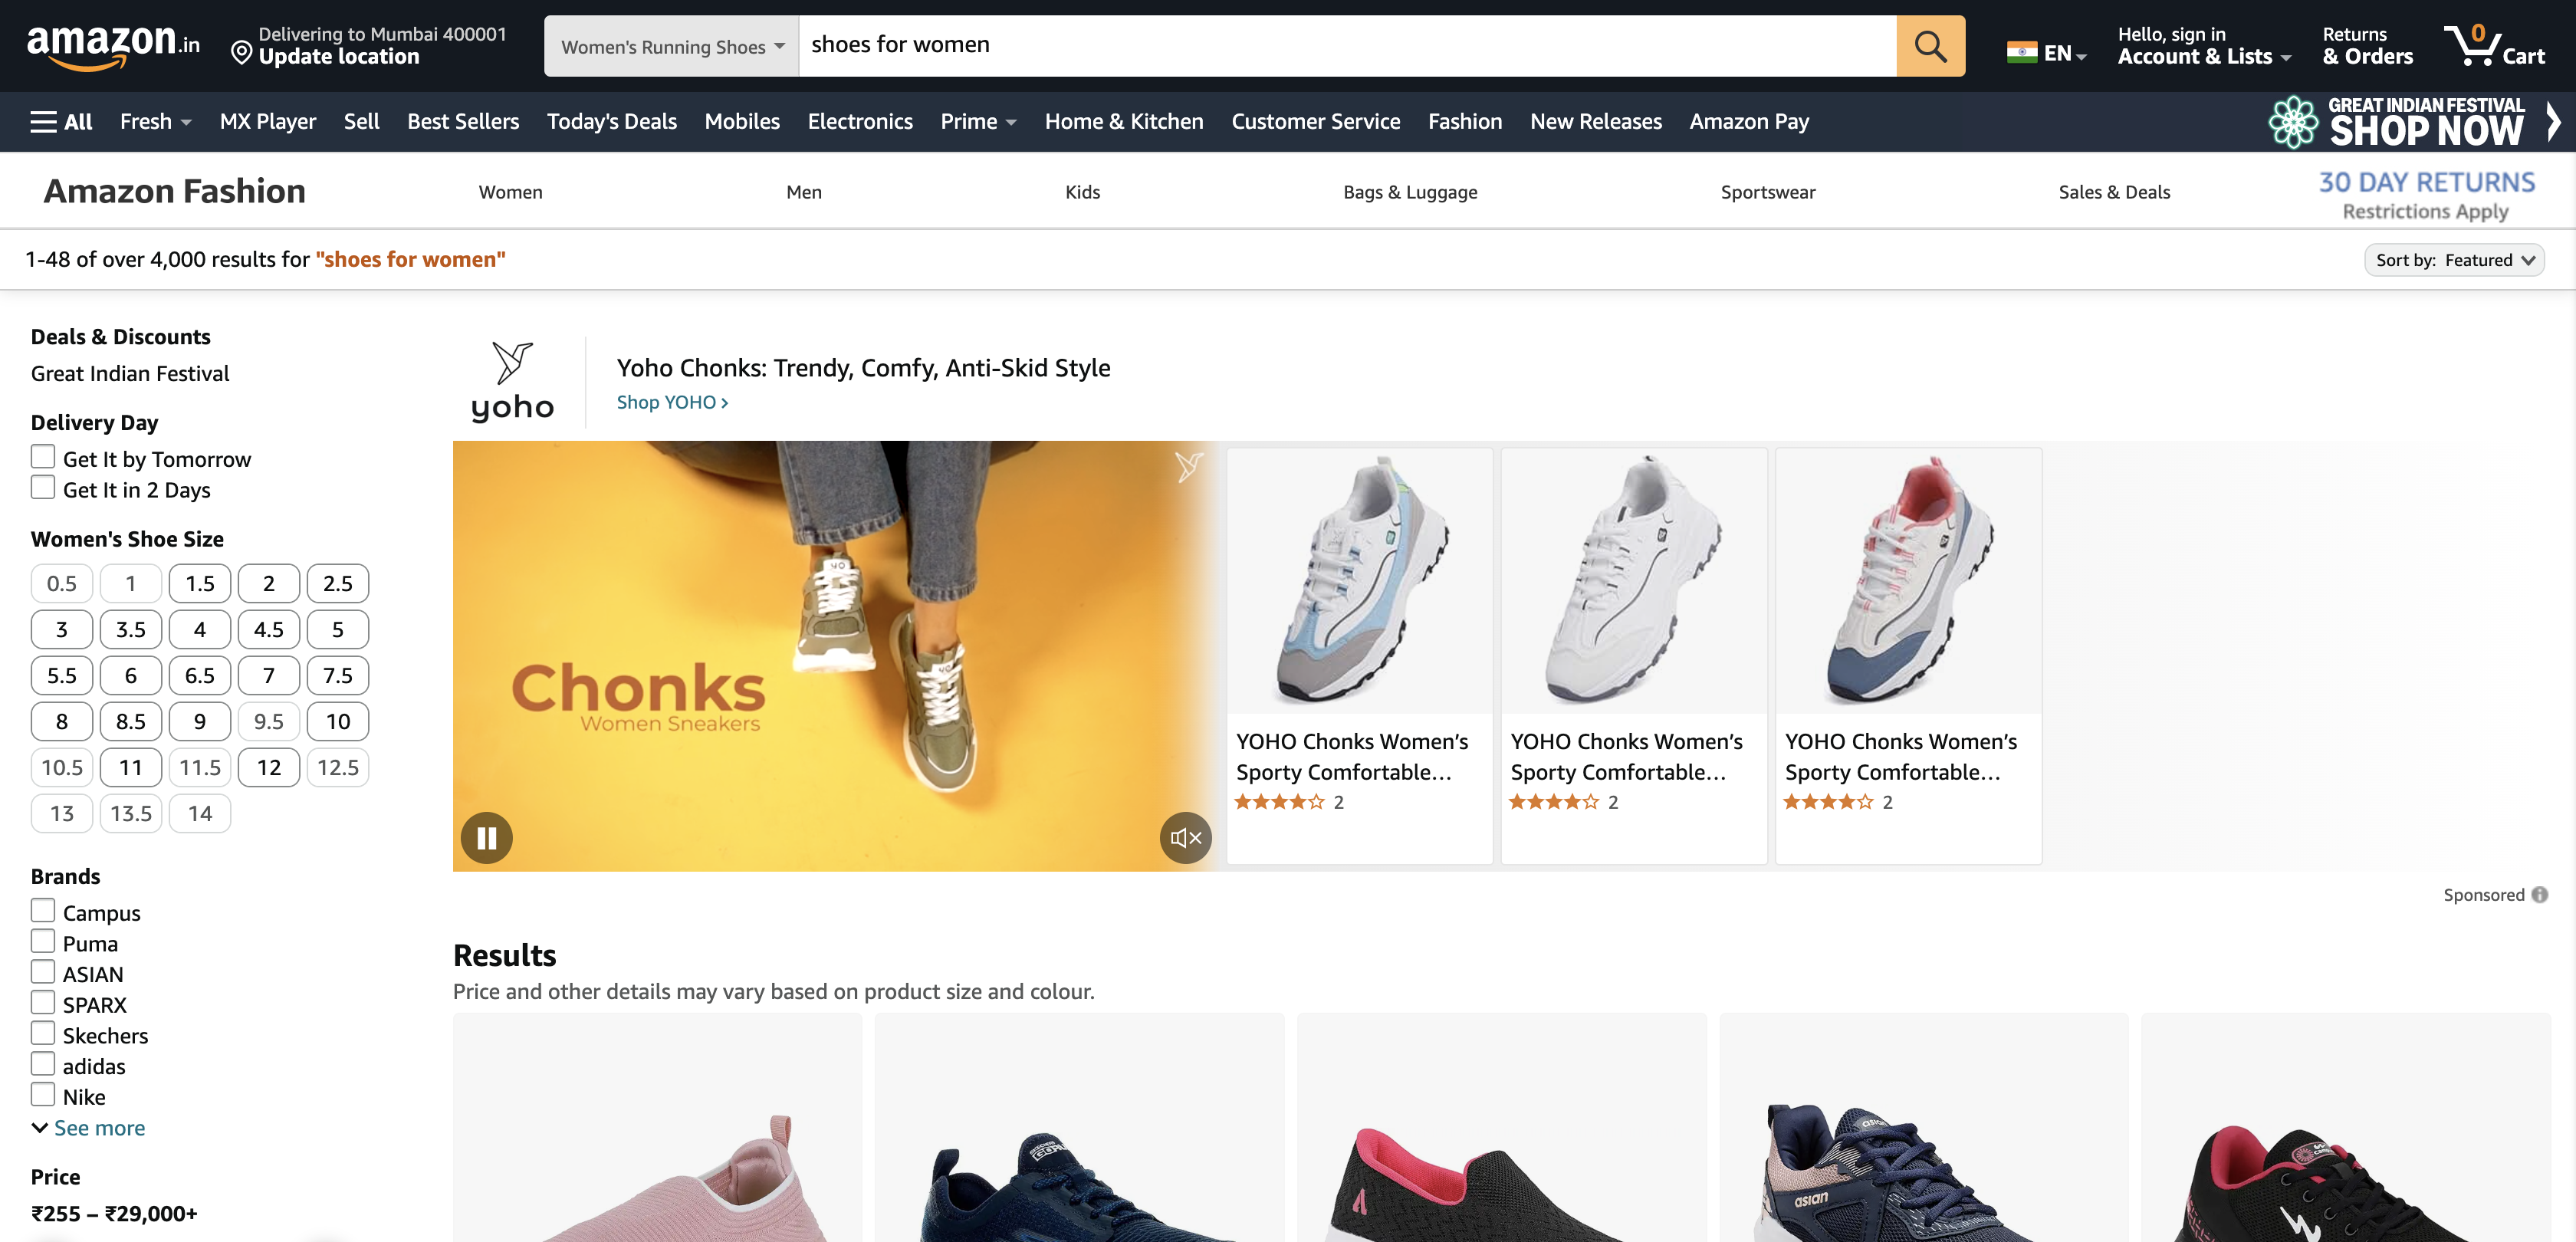 amazon.in
Delivering to Mumbai 400001
Update location
Women's Running Shoes
shoes for women
EN
Hello, sign in
Account & Lists
Returns
& Orders
0
Cart
All
Fresh
MX Player
Sell
Best Sellers
Today's Deals
Mobiles
Electronics
Prime
Home & Kitchen
Customer Service
Fashion
New Releases
Amazon Pay
GREAT INDIAN FESTIVAL
SHOP NOW
Amazon Fashion
Women
Men
Kids
Bags & Luggage
Sportswear
Sales & Deals
30 DAY RETURNS
Restrictions Apply
1-48 of over 4,000 results for "shoes for women"
Sort by: Featured
Deals & Discounts
Great Indian Festival
Delivery Day
Get It by Tomorrow
Get It in 2 Days
Women's Shoe Size
0.5 1 1.5 2 2.5
3 3.5 4 4.5 5
5.5 6 6.5 7 7.5
8 8.5 9 9.5 10
10.5 11 11.5 12 12.5
13 13.5 14
Brands
Campus
Puma
ASIAN
SPARX
Skechers
adidas
Nike
See more
Price
₹255 – ₹29,000+
yoho
Yoho Chonks: Trendy, Comfy, Anti-Skid Style
Shop YOHO ›
YO
Chonks
Women Sneakers
YOHO Chonks Women's
Sporty Comfortable…
2
YOHO Chonks Women's
Sporty Comfortable…
2
YOHO Chonks Women's
Sporty Comfortable…
2
Sponsored
Results
Price and other details may vary based on product size and colour.
asian
asian